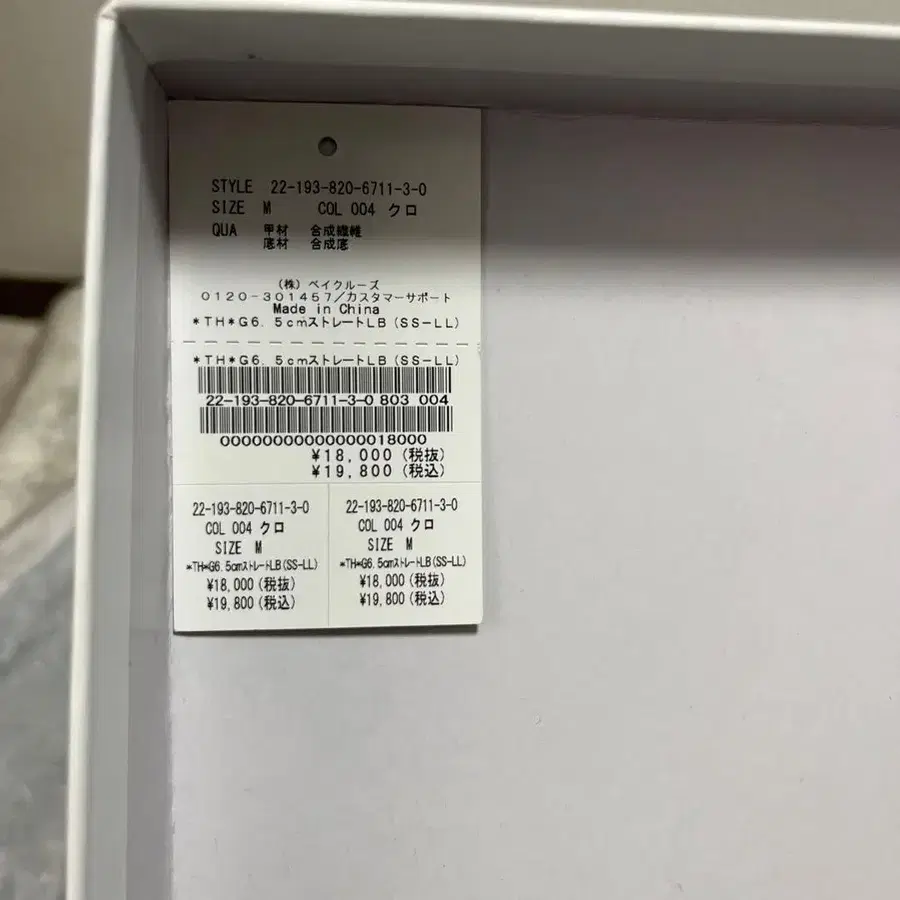 STYLE 22-193-820-6711-3-0
SIZE M COL 004 クロ
QUA 甲材 合成繊維
底材 合成底
(株) ベイクルーズ
0120-301457/カスタマーサポート
Made in China
*TH*G6.5cmストレートLB(SS-LL)
*TH*G6.5cmストレートLB(SS-LL)
22-193-820-6711-3-0 803 004
00000000000000018000
¥18,000(税抜)
¥19,800(税込)
22-193-820-6711-3-0
COL 004 クロ
SIZE M
*TH*G6.5cmストレートLB(SS-LL)
¥18,000(税抜)
¥19,800(税込)
22-193-820-6711-3-0
COL 004 クロ
SIZE M
*TH*G6.5cmストレートLB(SS-LL)
¥18,000(税抜)
¥19,800(税込)